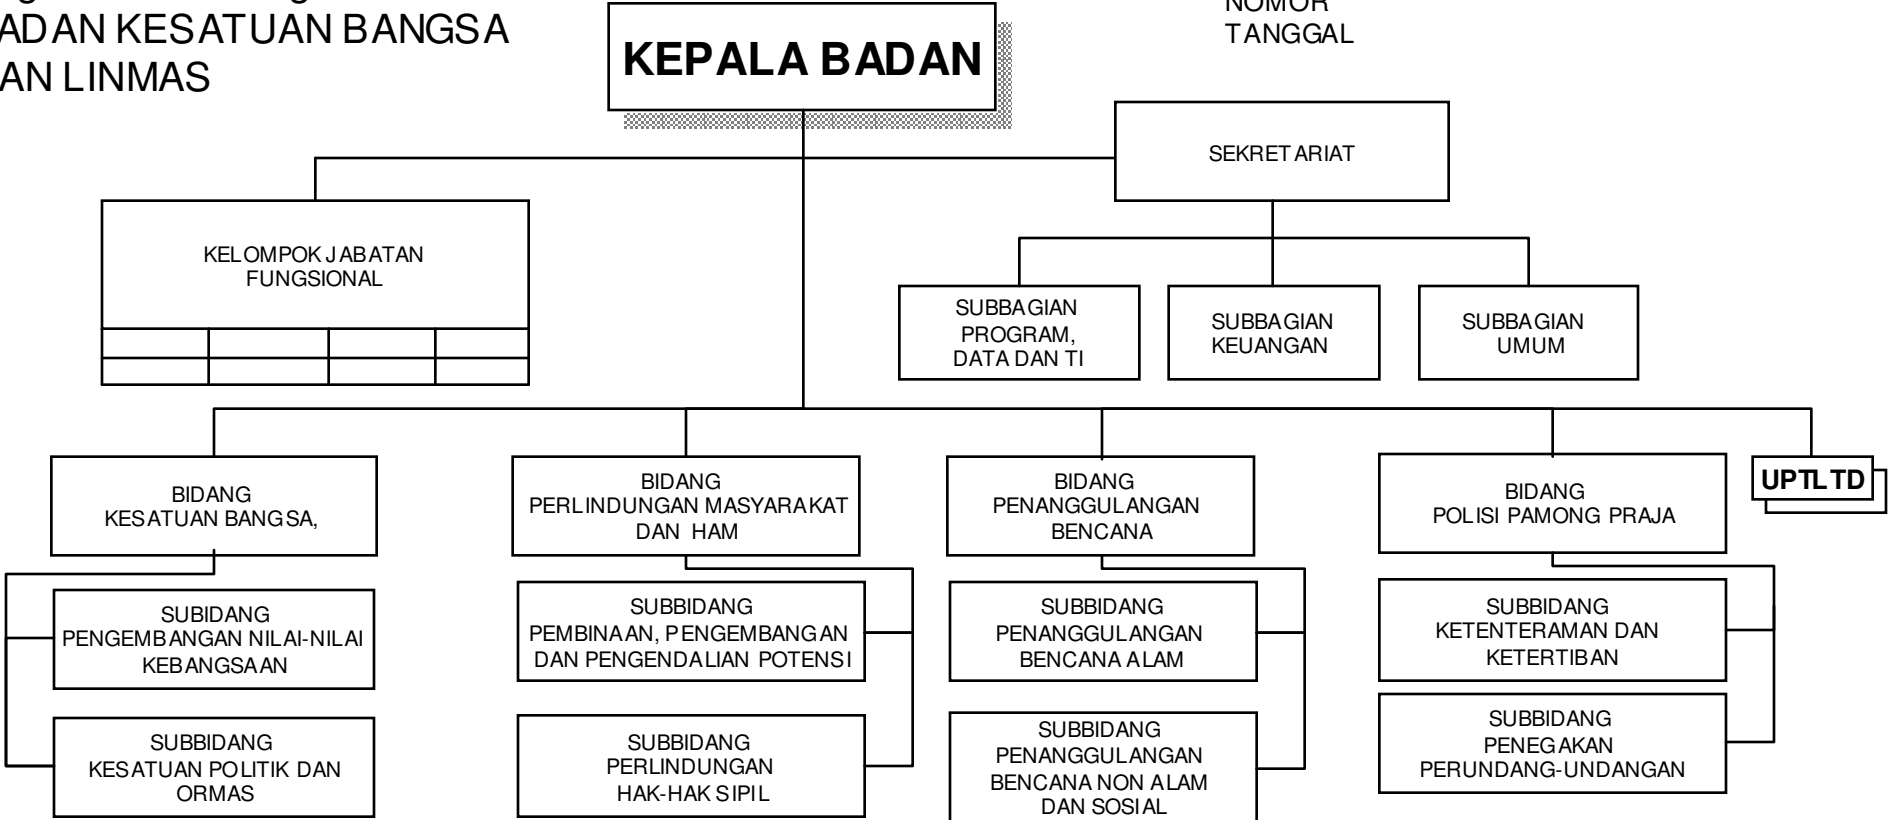 ADAN KESATUAN BANGSA
AN LINMAS
KEPALA BADAN
NOMOR
TANGGAL
SEKRETARIAT
KELOMPOK JABATAN
FUNGSIONAL
SUBBAGIAN
PROGRAM,
DATA DAN TI
SUBBAGIAN
KEUANGAN
SUBBAGIAN
UMUM
BIDANG
KESATUAN BANGSA,
BIDANG
PERLINDUNGAN MASYARAKAT
DAN HAM
BIDANG
PENANGGULANGAN
BENCANA
BIDANG
POLISI PAMONG PRAJA
UPTLTD
SUBIDANG
PENGEMBANGAN NILAI-NILAI
KEBANGSAAN
SUBBIDANG
PEMBINAAN, PENGEMBANGAN
DAN PENGENDALIAN POTENSI
SUBBIDANG
PENANGGULANGAN
BENCANA ALAM
SUBBIDANG
KETENTERAMAN DAN
KETERTIBAN
SUBBIDANG
KESATUAN POLITIK DAN
ORMAS
SUBBIDANG
PERLINDUNGAN
HAK-HAK SIPIL
SUBBIDANG
PENANGGULANGAN
BENCANA NON ALAM
DAN SOSIAL
SUBBIDANG
PENEGAKAN
PERUNDANG-UNDANGAN